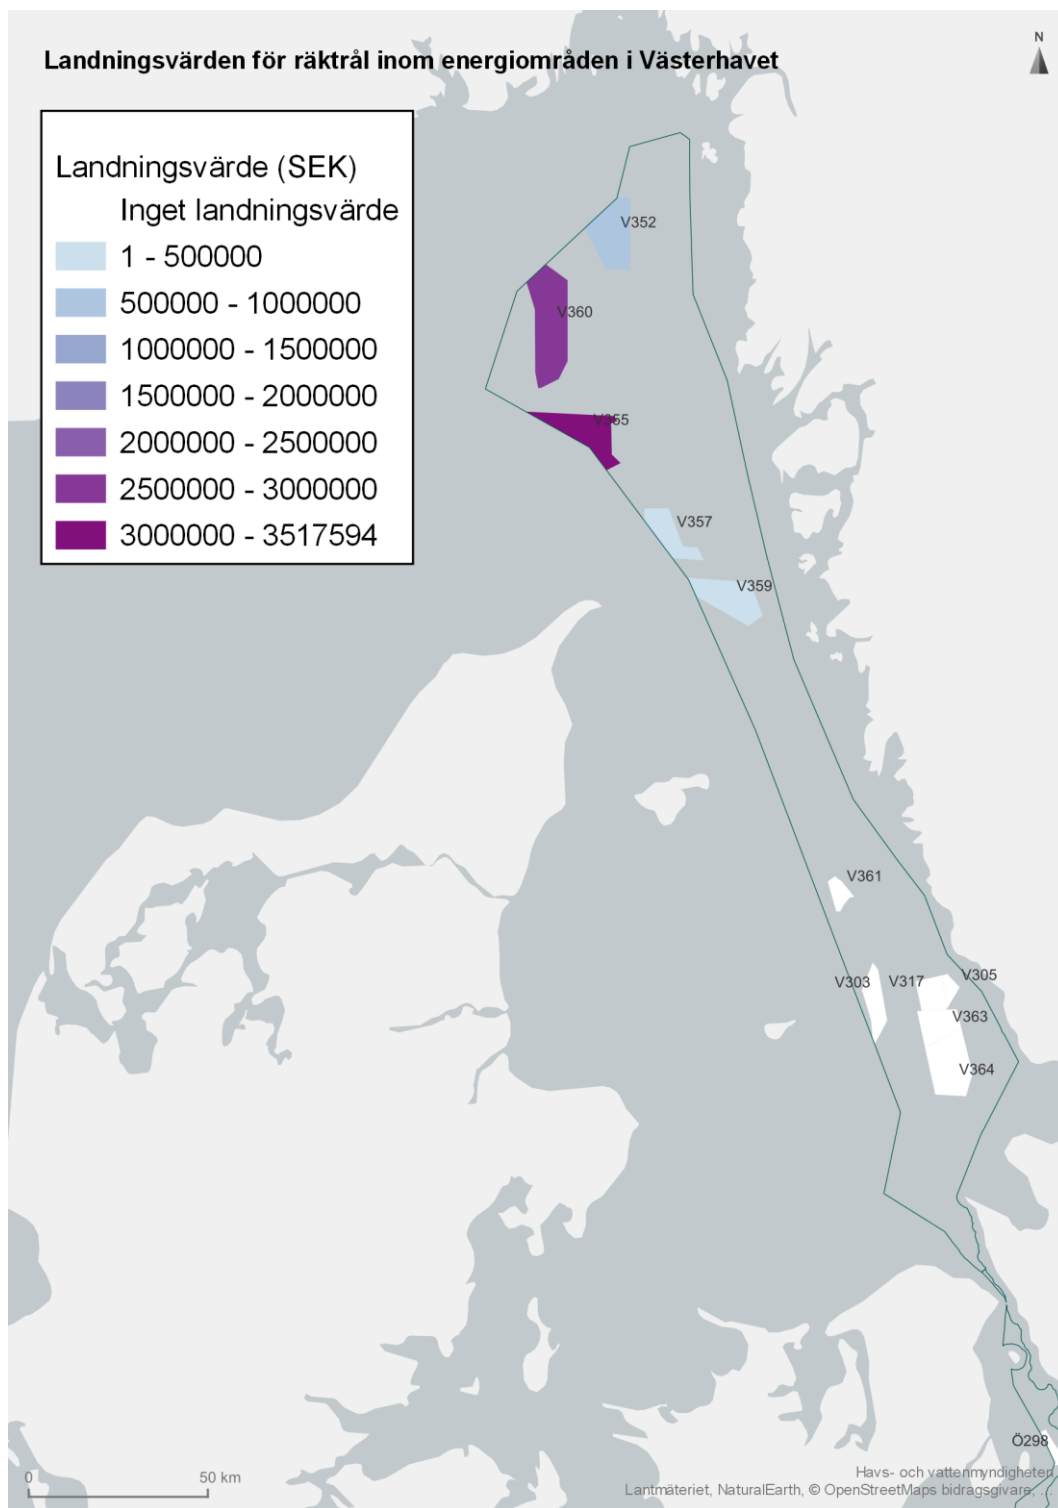 Landningsvärden för räktrål inom energiområden i Västerhavet
N
Landningsvärde (SEK)
Inget landningsvärde
1 - 500000
500000 - 1000000
1000000 - 1500000
1500000 - 2000000
2000000 - 2500000
2500000 - 3000000
3000000 - 3517594
V352
V360
V355
V357
V359
V361
V303
V317
V305
V363
V364
Ö298
0
50 km
Havs- och vattenmyndigheten
Lantmäteriet, NaturalEarth, © OpenStreetMaps bidragsgivare, ...